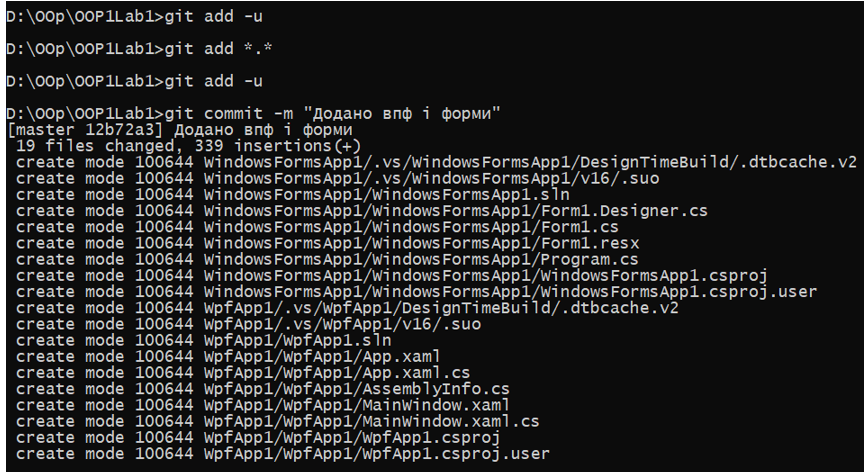 D:\OOp\OOP1Lab1>git add -u
D:\OOp\OOP1Lab1>git add *.*
D:\OOp\OOP1Lab1>git add -u
D:\OOp\OOP1Lab1>git commit -m "Додано впф і форми"
[master 12b72a3] Додано впф і форми
 19 files changed, 339 insertions(+)
 create mode 100644 WindowsFormsApp1/.vs/WindowsFormsApp1/DesignTimeBuild/.dtbcache.v2
 create mode 100644 WindowsFormsApp1/.vs/WindowsFormsApp1/v16/.suo
 create mode 100644 WindowsFormsApp1/WindowsFormsApp1.sln
 create mode 100644 WindowsFormsApp1/WindowsFormsApp1/Form1.Designer.cs
 create mode 100644 WindowsFormsApp1/WindowsFormsApp1/Form1.cs
 create mode 100644 WindowsFormsApp1/WindowsFormsApp1/Form1.resx
 create mode 100644 WindowsFormsApp1/WindowsFormsApp1/Program.cs
 create mode 100644 WindowsFormsApp1/WindowsFormsApp1/WindowsFormsApp1.csproj
 create mode 100644 WindowsFormsApp1/WindowsFormsApp1/WindowsFormsApp1.csproj.user
 create mode 100644 WpfApp1/.vs/WpfApp1/DesignTimeBuild/.dtbcache.v2
 create mode 100644 WpfApp1/.vs/WpfApp1/v16/.suo
 create mode 100644 WpfApp1/WpfApp1.sln
 create mode 100644 WpfApp1/WpfApp1/App.xaml
 create mode 100644 WpfApp1/WpfApp1/App.xaml.cs
 create mode 100644 WpfApp1/WpfApp1/AssemblyInfo.cs
 create mode 100644 WpfApp1/WpfApp1/MainWindow.xaml
 create mode 100644 WpfApp1/WpfApp1/MainWindow.xaml.cs
 create mode 100644 WpfApp1/WpfApp1/WpfApp1.csproj
 create mode 100644 WpfApp1/WpfApp1/WpfApp1.csproj.user